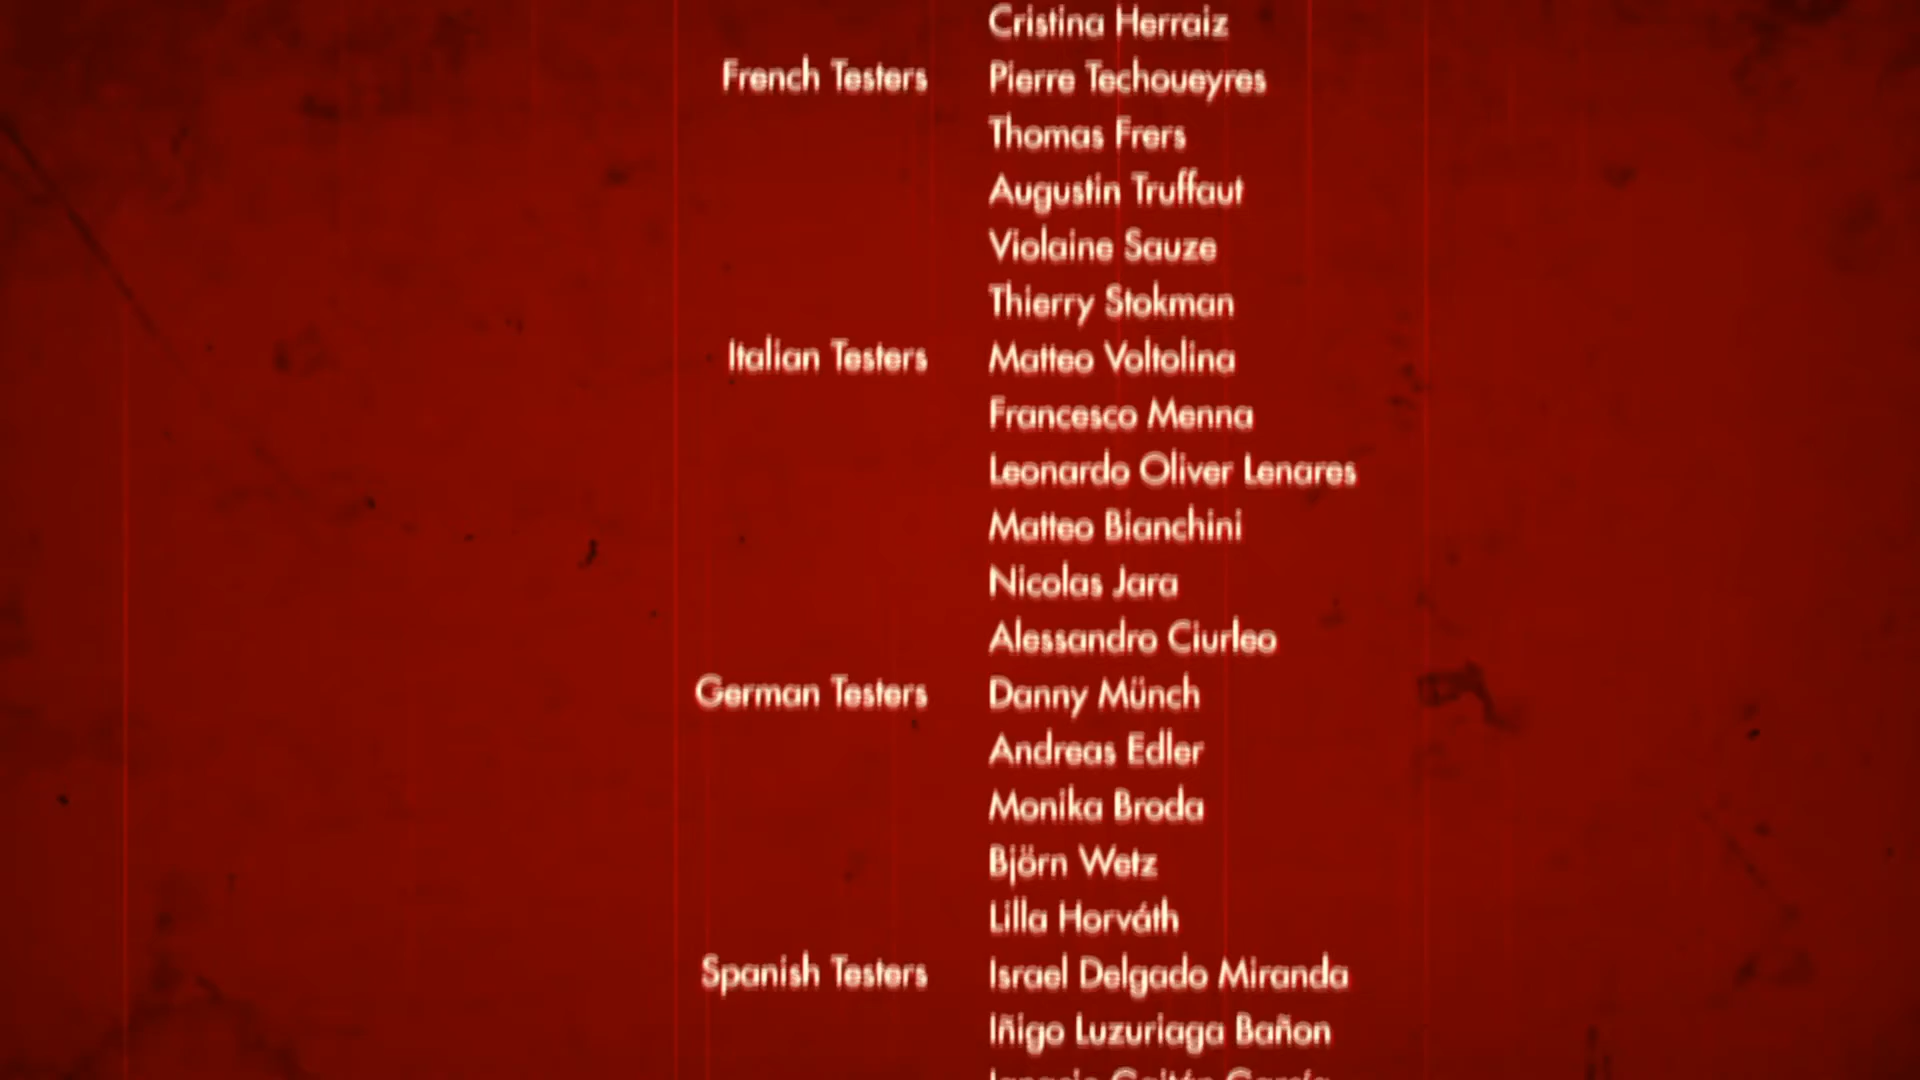 Cristina Herraiz
French Testers Pierre Techoueyres
Thomas Frers
Augustin Truffaut
Violaine Sauze
Thierry Stokman
Italian Testers Matteo Voltolina
Francesco Menna
Leonardo Oliver Lenares
Matteo Bianchini
Nicolas Jara
Alessandro Ciurleo
German Testers Danny Münch
Andreas Edler
Monika Broda
Björn Wetz
Lilla Horváth
Spanish Testers Israel Delgado Miranda
Iñigo Luzuriaga Bañon